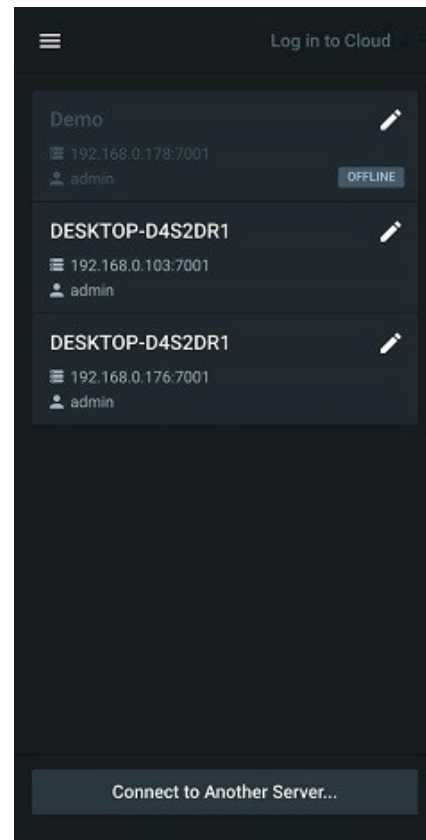 Log in to Cloud
Demo
192.168.0.178:7001
admin
OFFLINE
DESKTOP-D4S2DR1
192.168.0.103:7001
admin
DESKTOP-D4S2DR1
192.168.0.176:7001
admin
Connect to Another Server...